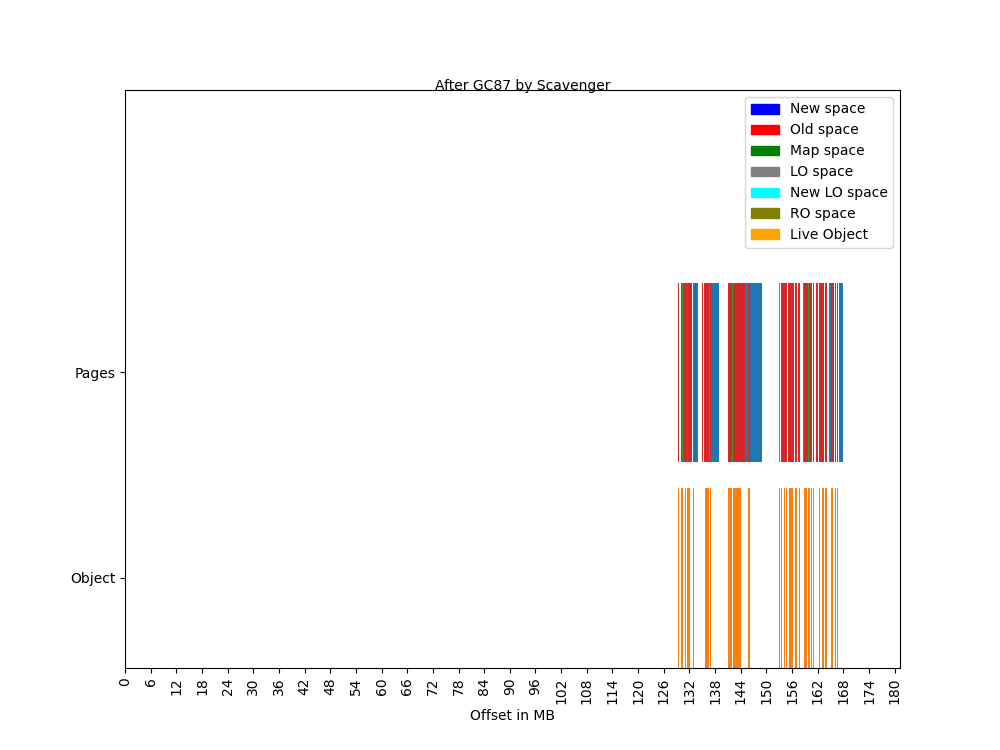 After GC87 by Scavenger
New space
Old space
Map space
LO space
New LO space
RO space
Live Object
Pages
Object
0 6 12 18 24 30 36 42 48 54 60 66 72 78 84 90 96 102 108 114 120 126 132 138 144 150 156 162 168 174 180
Offset in MB